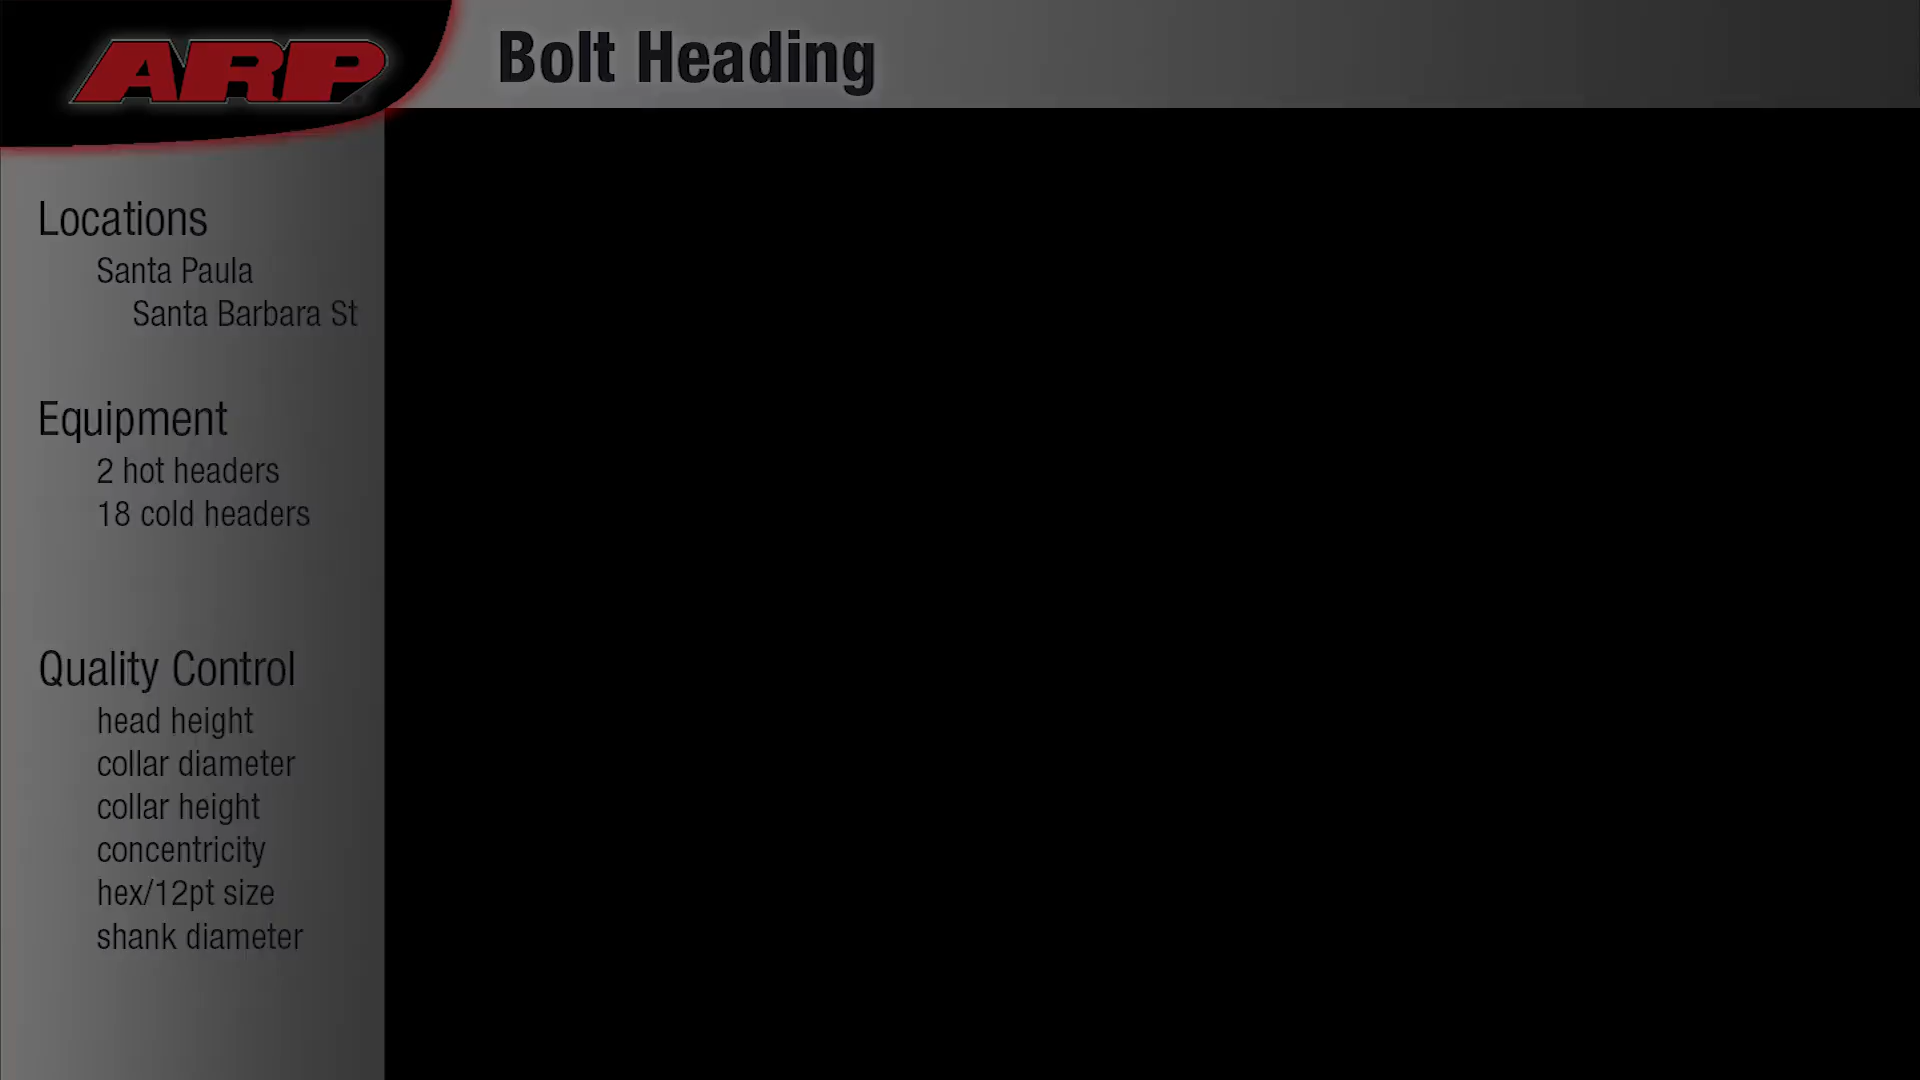 ARP
Bolt Heading
Locations
Santa Paula
Santa Barbara St
Equipment
2 hot headers
18 cold headers
Quality Control
head height
collar diameter
collar height
concentricity
hex/12pt size
shank diameter